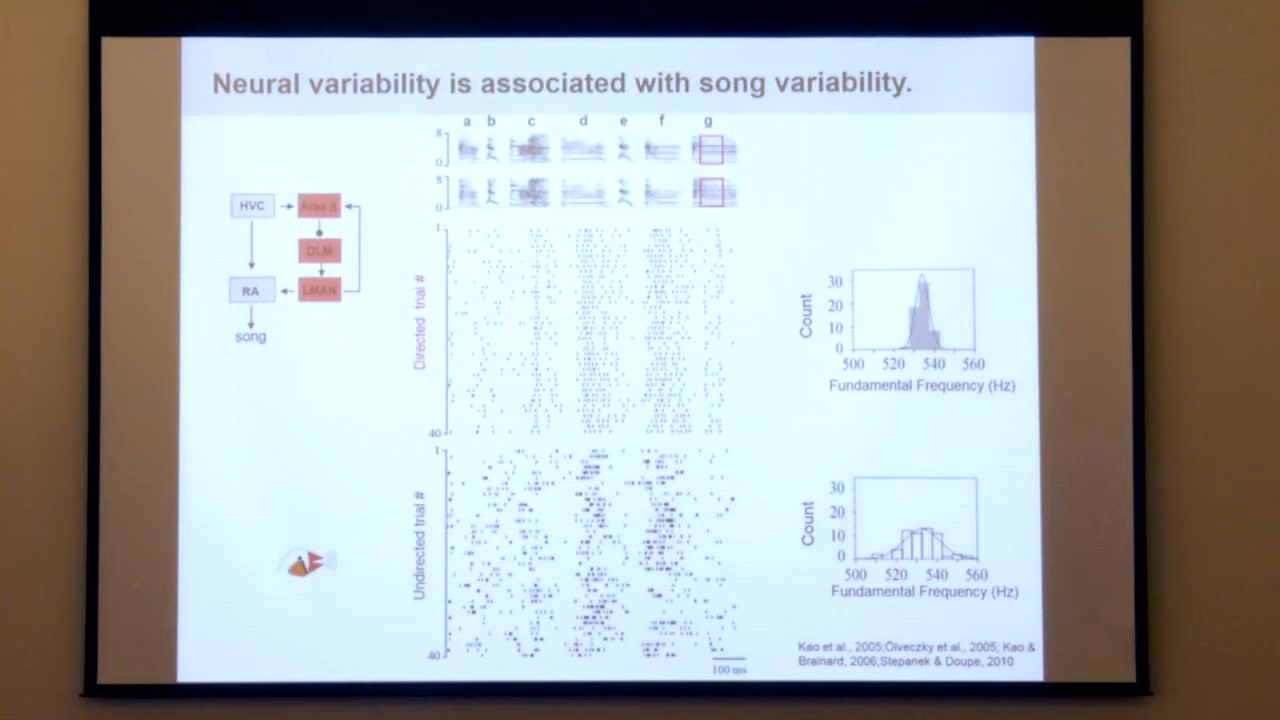 Neural variability is associated with song variability.
a b c d e f g
8
0
8
0
HVC
Area X
DLM
RA
LMAN
song
1
Directed trial #
40
1
Undirected trial #
40
100 ms
30
20
10
0
Count
500 520 540 560
Fundamental Frequency (Hz)
30
20
10
0
Count
500 520 540 560
Fundamental Frequency (Hz)
Kao et al., 2005;Ölveczky et al., 2005; Kao &
Brainard, 2006;Stepanek & Doupe, 2010